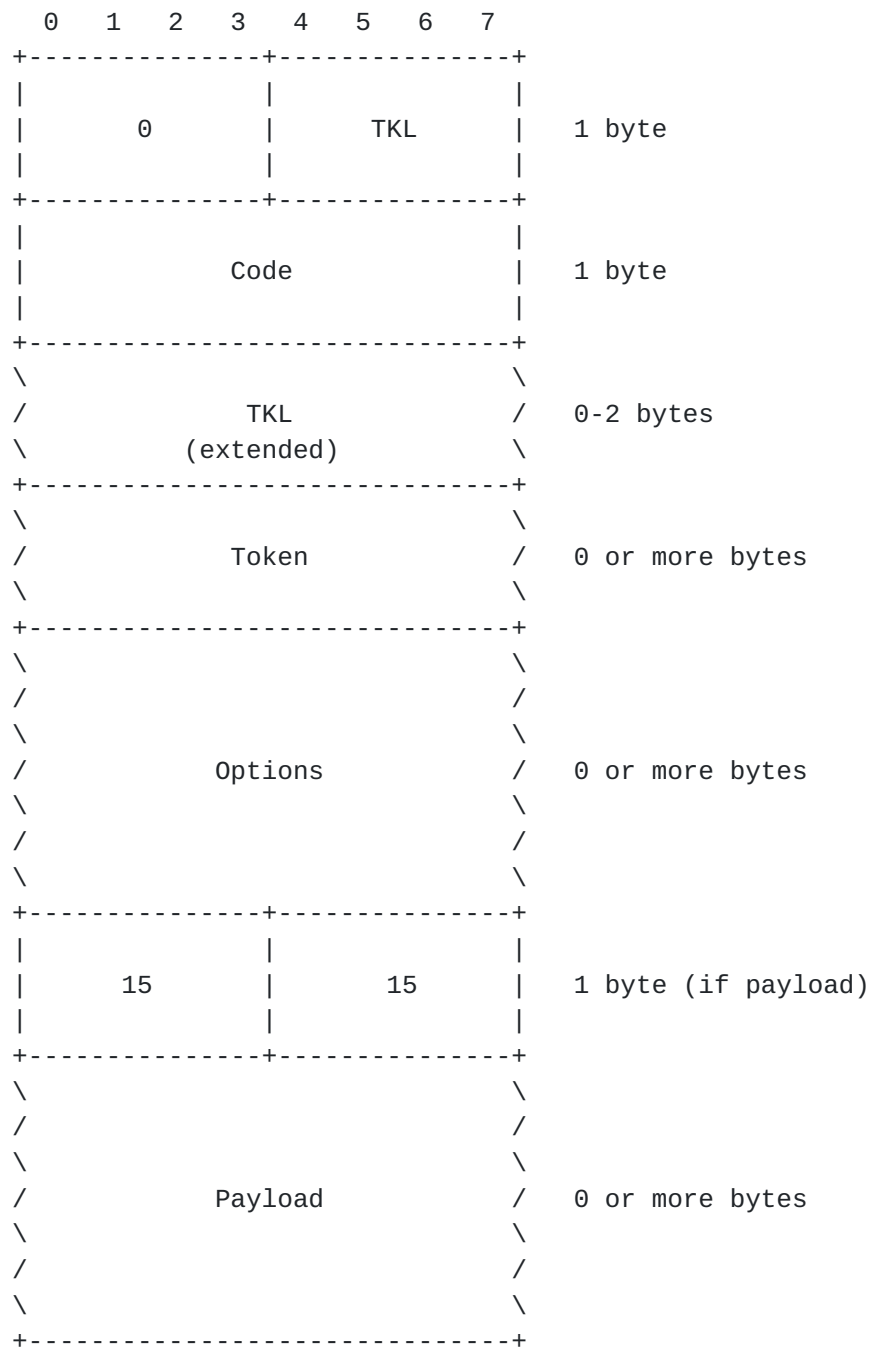 0   1   2   3   4   5   6   7
+---------------+---------------+
|               |               |
|       0       |      TKL      |   1 byte
|               |               |
+---------------+---------------+
|                               |
|             Code              |   1 byte
|                               |
+-------------------------------+
\                               \
/              TKL              /   0-2 bytes
\          (extended)           \
+-------------------------------+
\                               \
/             Token             /   0 or more bytes
\                               \
+-------------------------------+
\                               \
/                               /
\                               \
/            Options            /   0 or more bytes
\                               \
/                               /
\                               \
+---------------+---------------+
|               |               |
|      15       |       15      |   1 byte (if payload)
|               |               |
+---------------+---------------+
\                               \
/                               /
\                               \
/            Payload            /   0 or more bytes
\                               \
/                               /
\                               \
+-------------------------------+